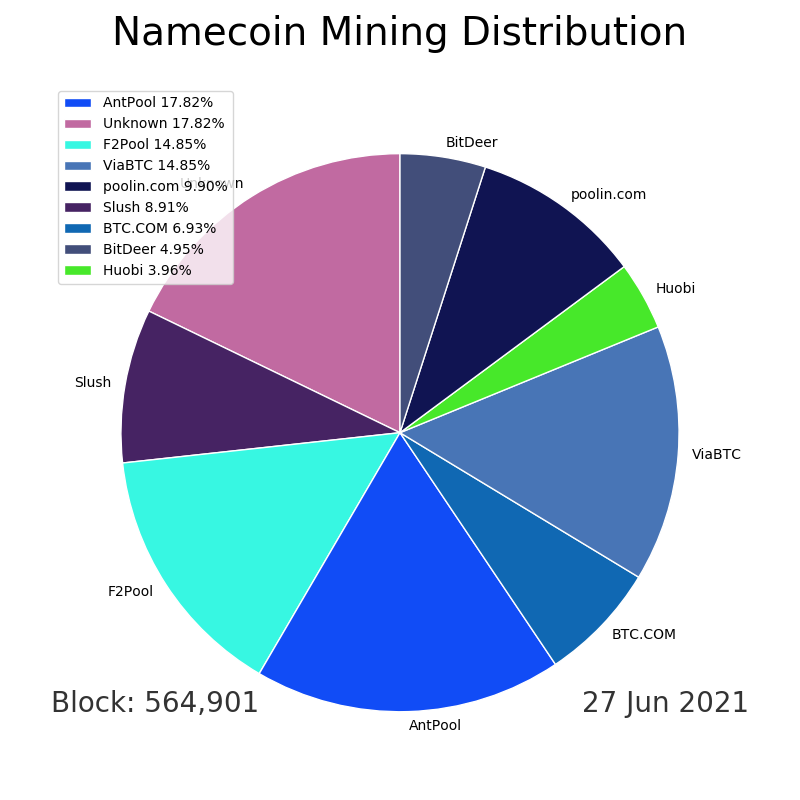 Namecoin Mining Distribution
AntPool 17.82%
Unknown 17.82%
F2Pool 14.85%
ViaBTC 14.85%
poolin.com 9.90%
Slush 8.91%
BTC.COM 6.93%
BitDeer 4.95%
Huobi 3.96%
BitDeer
poolin.com
Unknown
Huobi
Slush
ViaBTC
F2Pool
BTC.COM
Block: 564,901
27 Jun 2021
AntPool